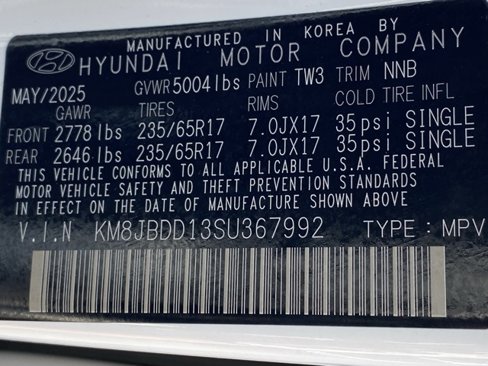 MANUFACTURED IN KOREA BY
HYUNDAI MOTOR COMPANY
MAY/2025 GVWR 5004 lbs PAINT TW3 TRIM NNB
GAWR TIRES RIMS COLD TIRE INFL
FRONT 2778 lbs 235/65R17 7.0JX17 35psi SINGLE
REAR 2646 lbs 235/65R17 7.0JX17 35psi SINGLE
THIS VEHICLE CONFORMS TO ALL APPLICABLE U.S.A. FEDERAL
MOTOR VEHICLE SAFETY AND THEFT PREVENTION STANDARDS
IN EFFECT ON THE DATE OF MANUFACTURE SHOWN ABOVE
V.I.N KM8JBDD13SU367992 TYPE : MPV